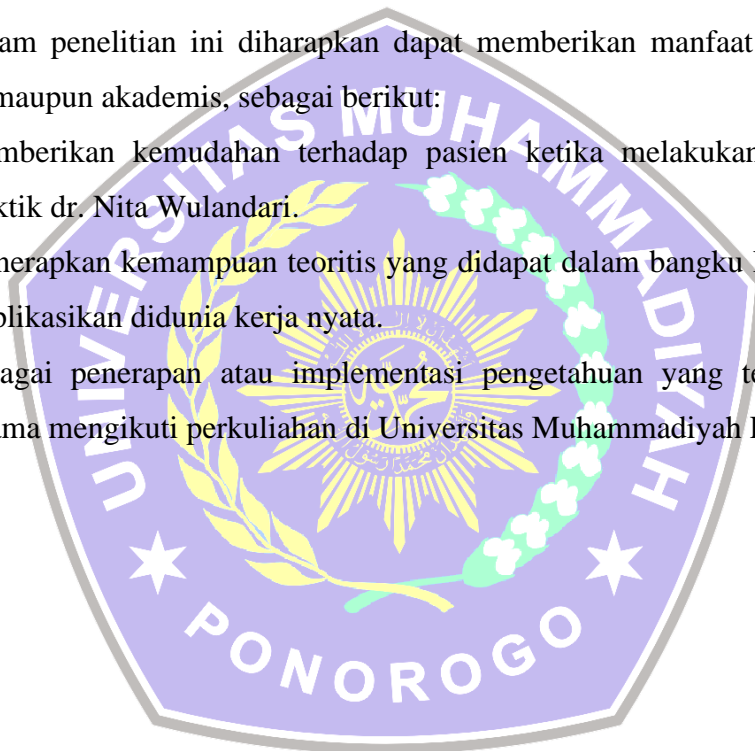 am penelitian ini diharapkan dapat memberikan manfaat
maupun akademis, sebagai berikut:
mberikan kemudahan terhadap pasien ketika melakukan
ktik dr. Nita Wulandari.
nerapkan kemampuan teoritis yang didapat dalam bangku
plikasikan didunia kerja nyata.
agai penerapan atau implementasi pengetahuan yang te
ama mengikuti perkuliahan di Universitas Muhammadiyah
UNIVERSITAS MUHAMMADIYAH
PONOROGO
محمد